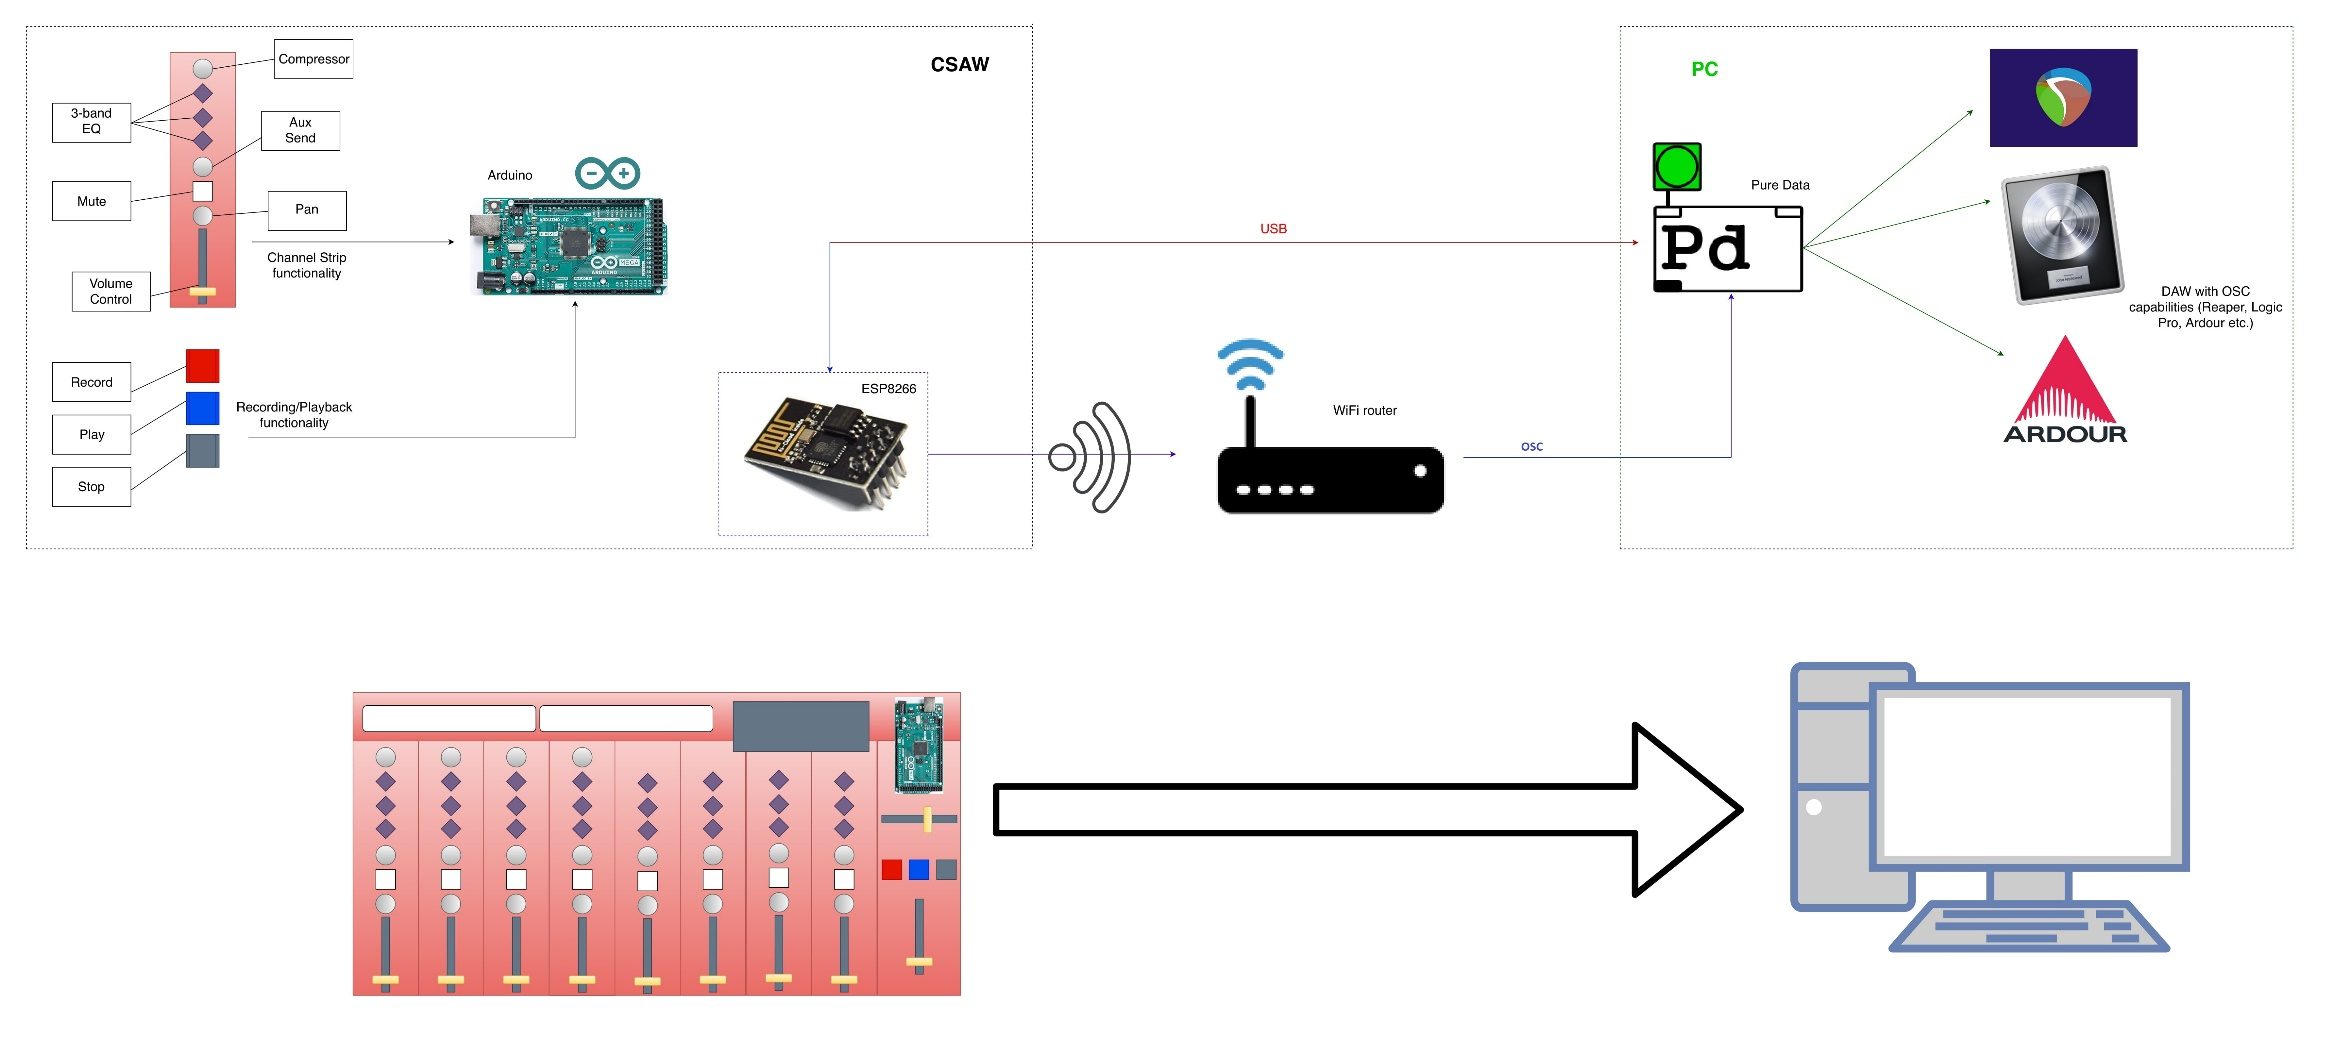 CSAW
Compressor
3-band
EQ
Aux
Send
Mute
Pan
Volume
Control
Channel Strip
functionality
Record
Play
Stop
Recording/Playback
functionality
Arduino
ARDUINO
MEGA
USB
ESP8266
WiFi router
OSC
PC
Pure Data
Pd
DAW with OSC
capabilities (Reaper, Logic
Pro, Ardour etc.)
ARDOUR